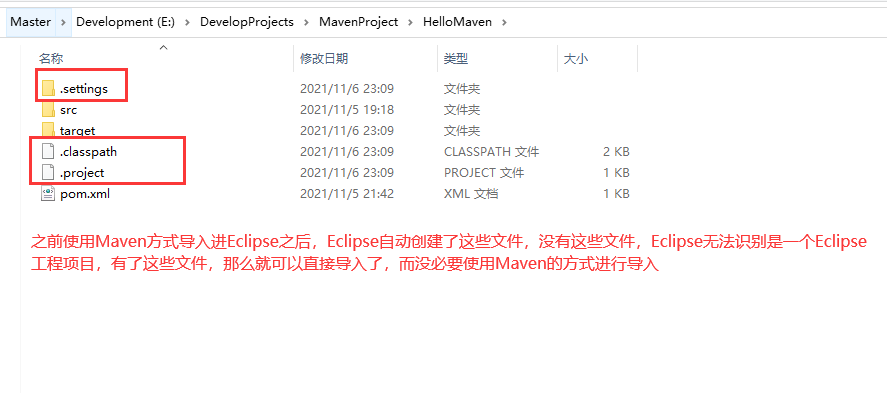 Master > Development (E:) > DevelopProjects > MavenProject > HelloMaven >
名称 修改日期 类型 大小
.settings 2021/11/6 23:09 文件夹
src 2021/11/5 19:18 文件夹
target 2021/11/6 23:09 文件夹
.classpath 2021/11/6 23:09 CLASSPATH 文件 2 KB
.project 2021/11/6 23:09 PROJECT 文件 1 KB
pom.xml 2021/11/5 21:42 XML 文档 1 KB
之前使用Maven方式导入进Eclipse之后，Eclipse自动创建了这些文件，没有这些文件，Eclipse无法识别是一个Eclipse
工程项目，有了这些文件，那么就可以直接导入了，而没必要使用Maven的方式进行导入